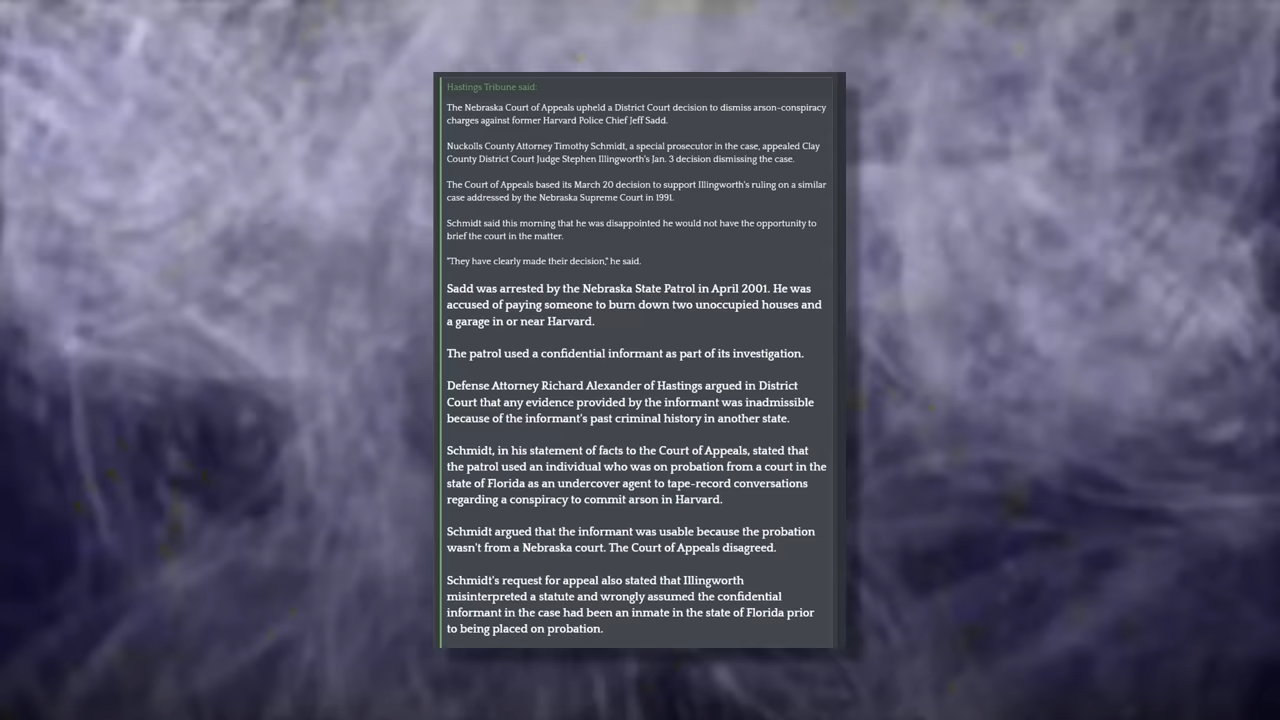 Hastings Tribune said:
The Nebraska Court of Appeals upheld a District Court decision to dismiss arson-conspiracy
charges against former Harvard Police Chief Jeff Sadd.
Nuckolls County Attorney Timothy Schmidt, a special prosecutor in the case, appealed Clay
County District Court Judge Stephen Illingworth's Jan. 3 decision dismissing the case.
The Court of Appeals based its March 20 decision to support Illingworth's ruling on a similar
case addressed by the Nebraska Supreme Court in 1991.
Schmidt said this morning that he was disappointed he would not have the opportunity to
brief the court in the matter.
"They have clearly made their decision," he said.
Sadd was arrested by the Nebraska State Patrol in April 2001. He was
accused of paying someone to burn down two unoccupied houses and
a garage in or near Harvard.
The patrol used a confidential informant as part of its investigation.
Defense Attorney Richard Alexander of Hastings argued in District
Court that any evidence provided by the informant was inadmissible
because of the informant's past criminal history in another state.
Schmidt, in his statement of facts to the Court of Appeals, stated that
the patrol used an individual who was on probation from a court in the
state of Florida as an undercover agent to tape-record conversations
regarding a conspiracy to commit arson in Harvard.
Schmidt argued that the informant was usable because the probation
wasn't from a Nebraska court. The Court of Appeals disagreed.
Schmidt's request for appeal also stated that Illingworth
misinterpreted a statute and wrongly assumed the confidential
informant in the case had been an inmate in the state of Florida prior
to being placed on probation.